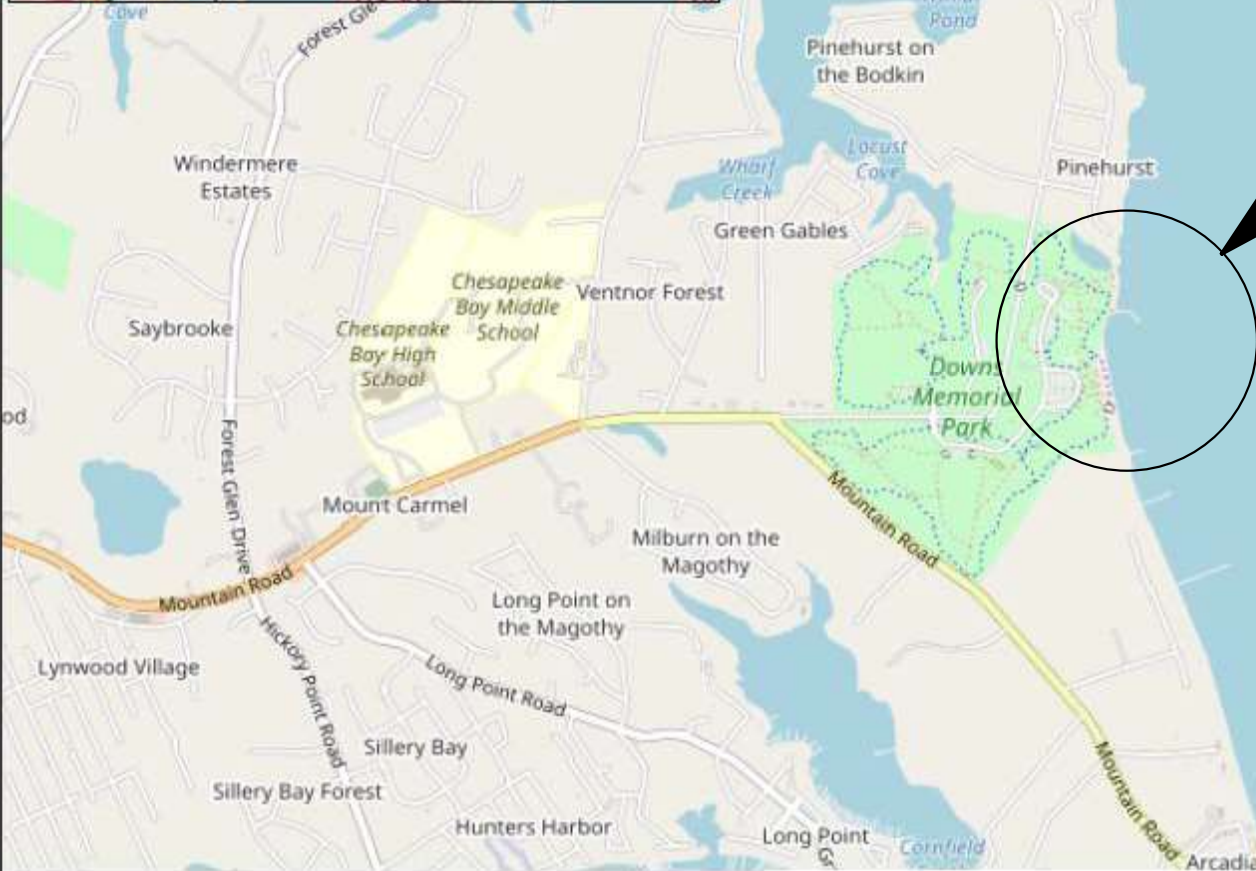 Cove
Forest Gle
Pond
Pinehurst on
the Bodkin
Windermere
Estates
Wharf
Creek
Locust
Cove
Pinehurst
Green Gables
Chesapeake
Bay Middle
School
Ventnor Forest
Saybrooke
Chesapeake
Bay High
School
Downs
Memorial
Park
od
Forest Glen Drive
Mount Carmel
Mountain Road
Milburn on the
Magothy
Mountain Road
Long Point on
the Magothy
Hickory Point Road
Lynwood Village
Long Point Road
Sillery Bay
Sillery Bay Forest
Mountain Road
Hunters Harbor
Long Point
Gr
Cornfield
Arcadia